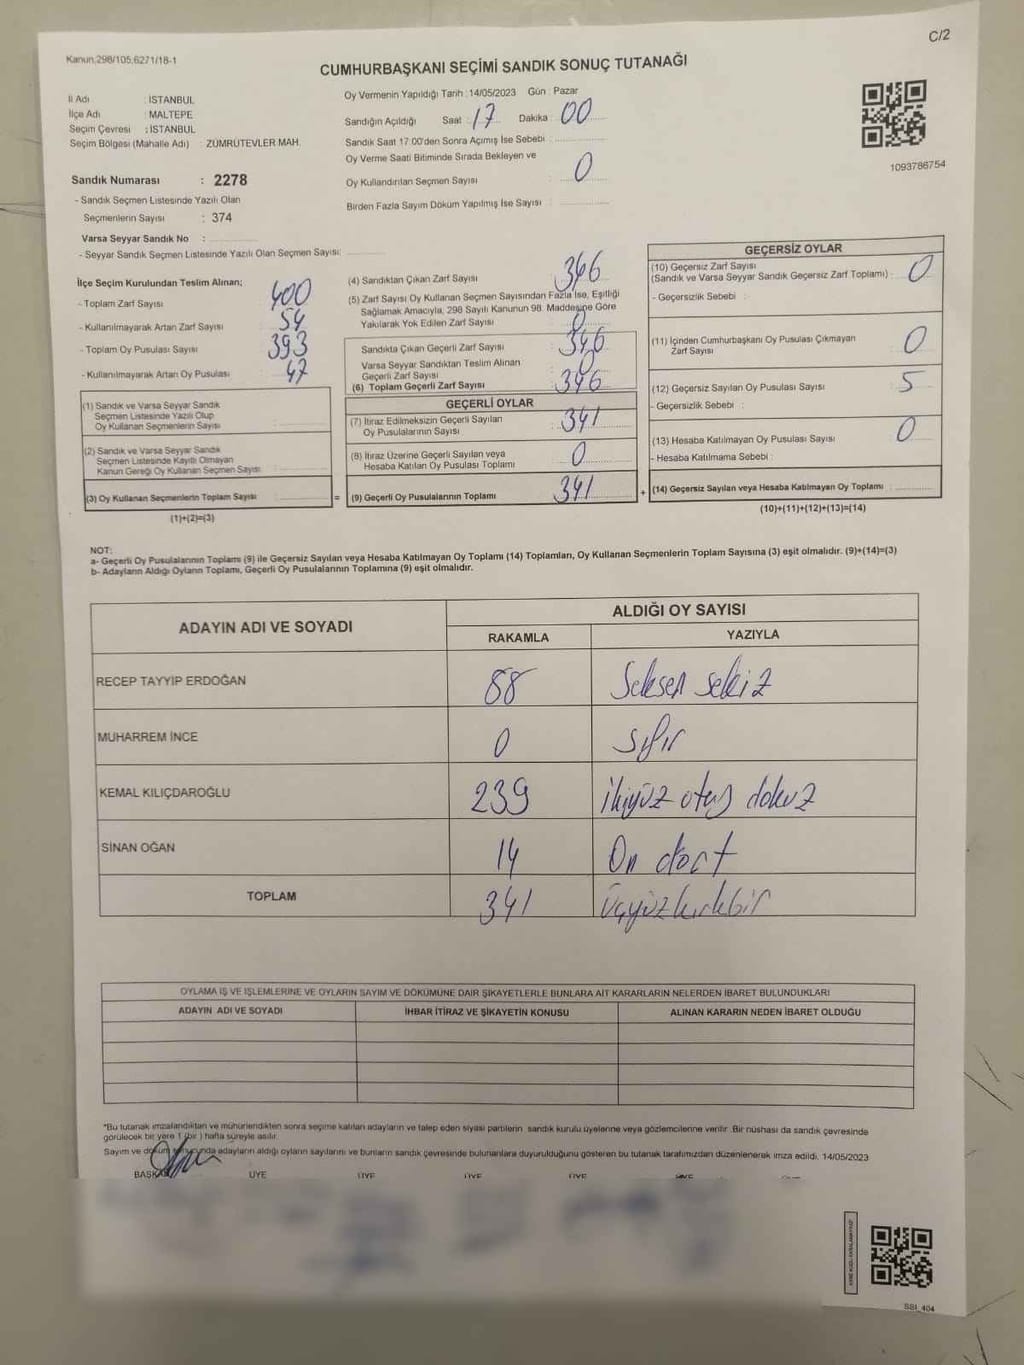 C/2
Kanun.298/105,6271/18-1
CUMHURBAŞKANI SEÇİMİ SANDIK SONUÇ TUTANAĞI
İl Adı : İSTANBUL
İlçe Adı : MALTEPE
Seçim Çevresi : İSTANBUL
Seçim Bölgesi (Mahalle Adı) : ZÜMRÜTEVLER MAH.
Sandık Numarası : 2278
- Sandık Seçmen Listesinde Yazılı Olan
Seçmenlerin Sayısı : 374
Varsa Seyyar Sandık No :
- Seyyar Sandık Seçmen Listesinde Yazılı Olan Seçmen Sayısı:
Oy Vermenin Yapıldığı Tarih : 14/05/2023 Gün : Pazar
Sandığın Açıldığı Saat : 17 Dakika : 00
Sandık Saat 17:00'den Sonra Açımış İse Sebebi :
Oy Verme Saati Bitiminde Sırada Bekleyen ve
Oy Kullandırılan Seçmen Sayısı : 0
Birden Fazla Sayım Döküm Yapılmış İse Sayısı :
1093786754
İlçe Seçim Kurulundan Teslim Alınan;
- Toplam Zarf Sayısı : 400
- Kullanılmayarak Artan Zarf Sayısı : 54
- Toplam Oy Pusulası Sayısı : 393
- Kullanılmayarak Artan Oy Pusulası : 47
(1) Sandık ve Varsa Seyyar Sandık
Seçmen Listesinde Yazılı Olup
Oy Kullanan Seçmenlerin Sayısı :
(2) Sandık ve Varsa Seyyar Sandık
Seçmen Listesinde Kayıtlı Olmayan
Kanun Gereği Oy Kullanan Seçmen Sayısı :
(3) Oy Kullanan Seçmenlerin Toplam Sayısı :
(1)+(2)=(3)
(4) Sandıktan Çıkan Zarf Sayısı : 346
(5) Zarf Sayısı Oy Kullanan Seçmen Sayısından Fazla İse, Eşitliği
Sağlamak Amacıyla, 298 Sayılı Kanunun 98. Maddesine Göre
Yakılarak Yok Edilen Zarf Sayısı : 0
Sandıkta Çıkan Geçerli Zarf Sayısı : 346
Varsa Seyyar Sandıktan Teslim Alınan
Geçerli Zarf Sayısı : 0
(6) Toplam Geçerli Zarf Sayısı : 346
GEÇERLİ OYLAR
(7) İtiraz Edilmeksizin Geçerli Sayılan
Oy Pusulalarının Sayısı : 341
(8) İtiraz Üzerine Geçerli Sayılan veya
Hesaba Katılan Oy Pusulası Toplamı : 0
= (9) Geçerli Oy Pusulalarının Toplamı : 341
GEÇERSİZ OYLAR
(10) Geçersiz Zarf Sayısı
(Sandık ve Varsa Seyyar Sandık Geçersiz Zarf Toplamı) : 0
- Geçersizlik Sebebi :
(11) İçinden Cumhurbaşkanı Oy Pusulası Çıkmayan
Zarf Sayısı : 0
(12) Geçersiz Sayılan Oy Pusulası Sayısı : 5
- Geçersizlik Sebebi :
(13) Hesaba Katılmayan Oy Pusulası Sayısı : 0
- Hesaba Katılmama Sebebi :
+ (14) Geçersiz Sayılan veya Hesaba Katılmayan Oy Toplamı :
(10)+(11)+(12)+(13)=(14)
NOT:
a- Geçerli Oy Pusulalarının Toplamı (9) ile Geçersiz Sayılan veya Hesaba Katılmayan Oy Toplamı (14) Toplamları, Oy Kullanan Seçmenlerin Toplam Sayısına (3) eşit olmalıdır. (9)+(14)=(3)
b- Adayların Aldığı Oyların Toplamı, Geçerli Oy Pusulalarının Toplamına (9) eşit olmalıdır.
ADAYIN ADI VE SOYADI ALDIĞI OY SAYISI
RAKAMLA YAZIYLA
RECEP TAYYİP ERDOĞAN 88 Seksen sekiz
MUHARREM İNCE 0 sıfır
KEMAL KILIÇDAROĞLU 239 ikiyüz otuz dokuz
SİNAN OĞAN 14 On dört
TOPLAM 341 Üçyüzkırkbir
OYLAMA İŞ VE İŞLEMLERİNE VE OYLARIN SAYIM VE DÖKÜMÜNE DAİR ŞİKAYETLERLE BUNLARA AİT KARARLARIN NELERDEN İBARET BULUNDUKLARI
ADAYIN ADI VE SOYADI İHBAR İTİRAZ VE ŞİKAYETİN KONUSU ALINAN KARARIN NEDEN İBARET OLDUĞU
*Bu tutanak imzalandıktan ve mühürlendikten sonra seçime katılan adayların ve talep eden siyasi partilerin sandık kurulu üyelerine veya gözlemcilerine verilir .Bir nüshası da sandık çevresinde
görülecek bir yere 1 (bir ) hafta süreyle asılır.
Sayım ve döküm sonucunda adayların aldığı oyların sayılarını ve bunların sandık çevresinde bulunanlara duyurulduğunu gösteren bu tutanak tarafımızdan düzenlenerek imza edildi. 14/05/2023
BAŞKAN ÜYE ÜYE ÜYE ÜYE
SBI_404